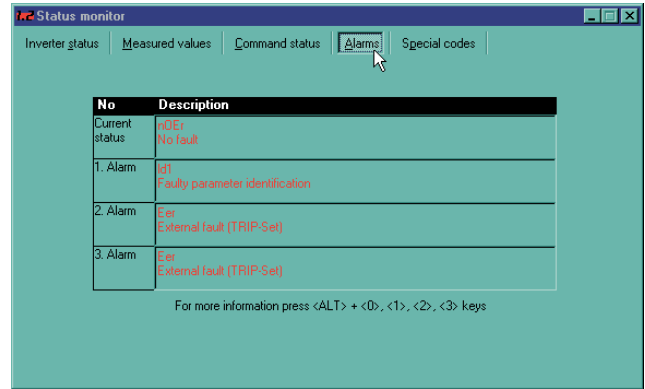 Status monitor
Inverter status Measured values Command status Alarms Special codes
No Description
Current status
nOEr
No fault
1. Alarm
Id1
Faulty parameter identification
2. Alarm
Eer
External fault (TRIP-Set)
3. Alarm
Eer
External fault (TRIP-Set)
For more information press <ALT> + <0>, <1>, <2>, <3> keys